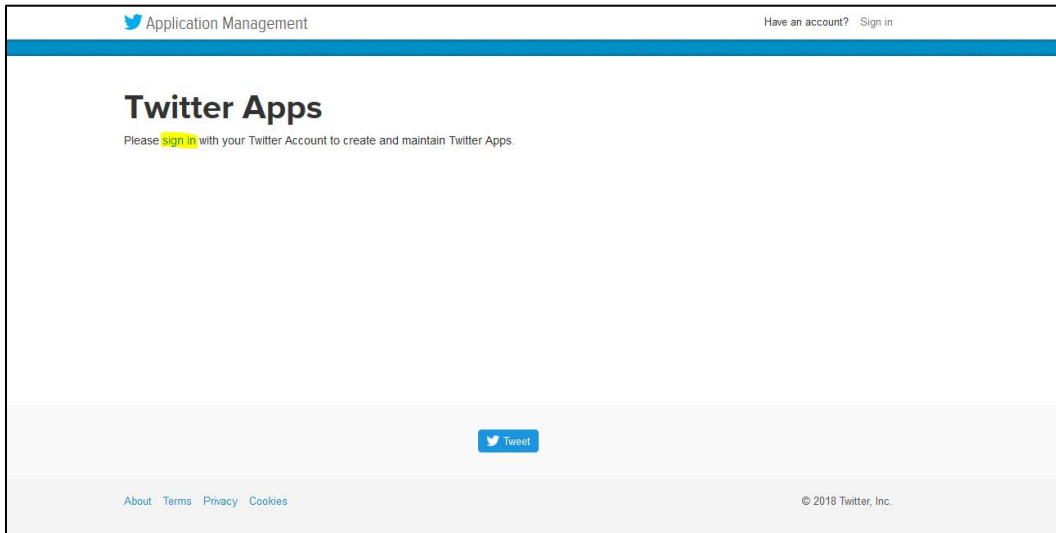 Application Management
Have an account? Sign in
Twitter Apps
Please sign in with your Twitter Account to create and maintain Twitter Apps.
Tweet
About Terms Privacy Cookies
© 2018 Twitter, Inc.